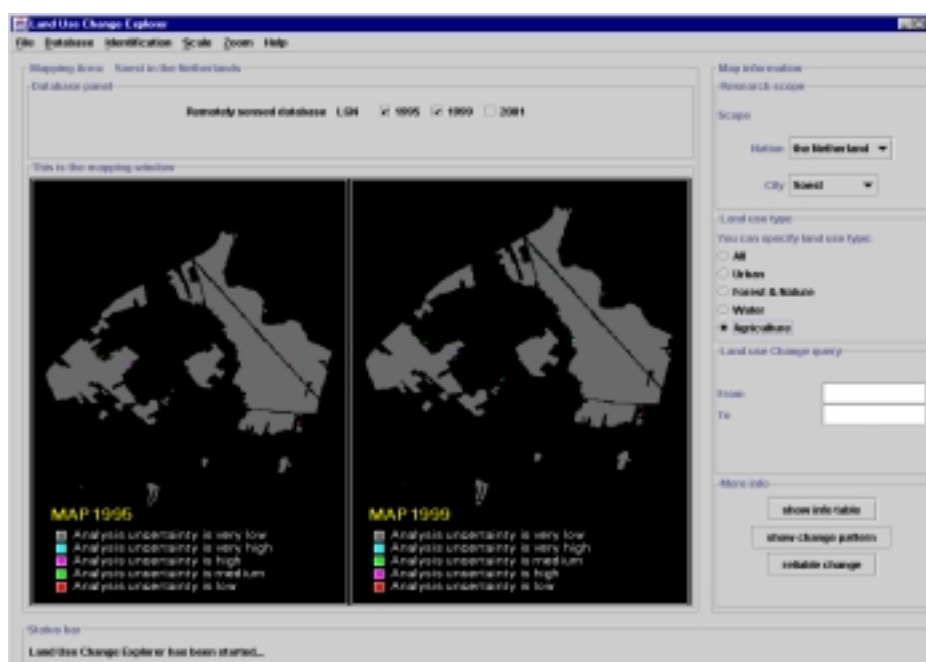 Land Use Change Explorer
File Database Identification Scale Zoom Help
Mapping Area: Soest in the Netherlands
Database panel
Remotely sensed database LGN 1995 1999 2001
This is the mapping window
MAP 1995
Analysis uncertainty is very low
Analysis uncertainty is very high
Analysis uncertainty is high
Analysis uncertainty is medium
Analysis uncertainty is low
MAP 1999
Analysis uncertainty is very low
Analysis uncertainty is very high
Analysis uncertainty is medium
Analysis uncertainty is high
Analysis uncertainty is low
Map information
Research scope
Scope
Nation the Netherland
City Soest
Land use type
You can specify land use type:
All
Urban
Forest & Nature
Water
Agriculture
Land use Change query
From
To
More info
show info table
show change pattern
reliable change
Status bar
Land Use Change Explorer has been started...